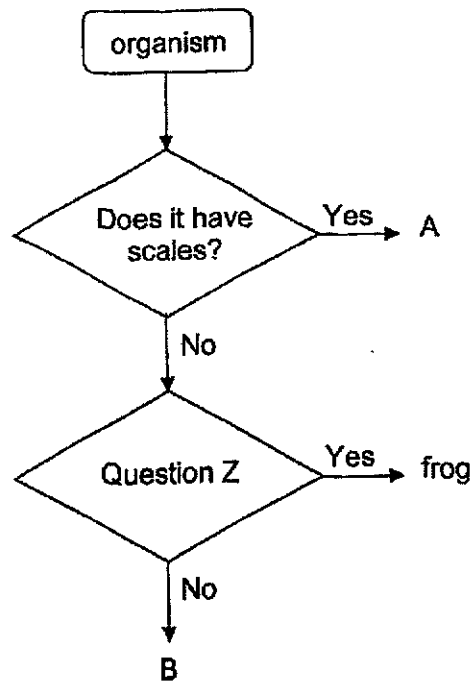 organism
Does it have
scales?
Yes
A
No
Question Z
Yes
frog
No
B